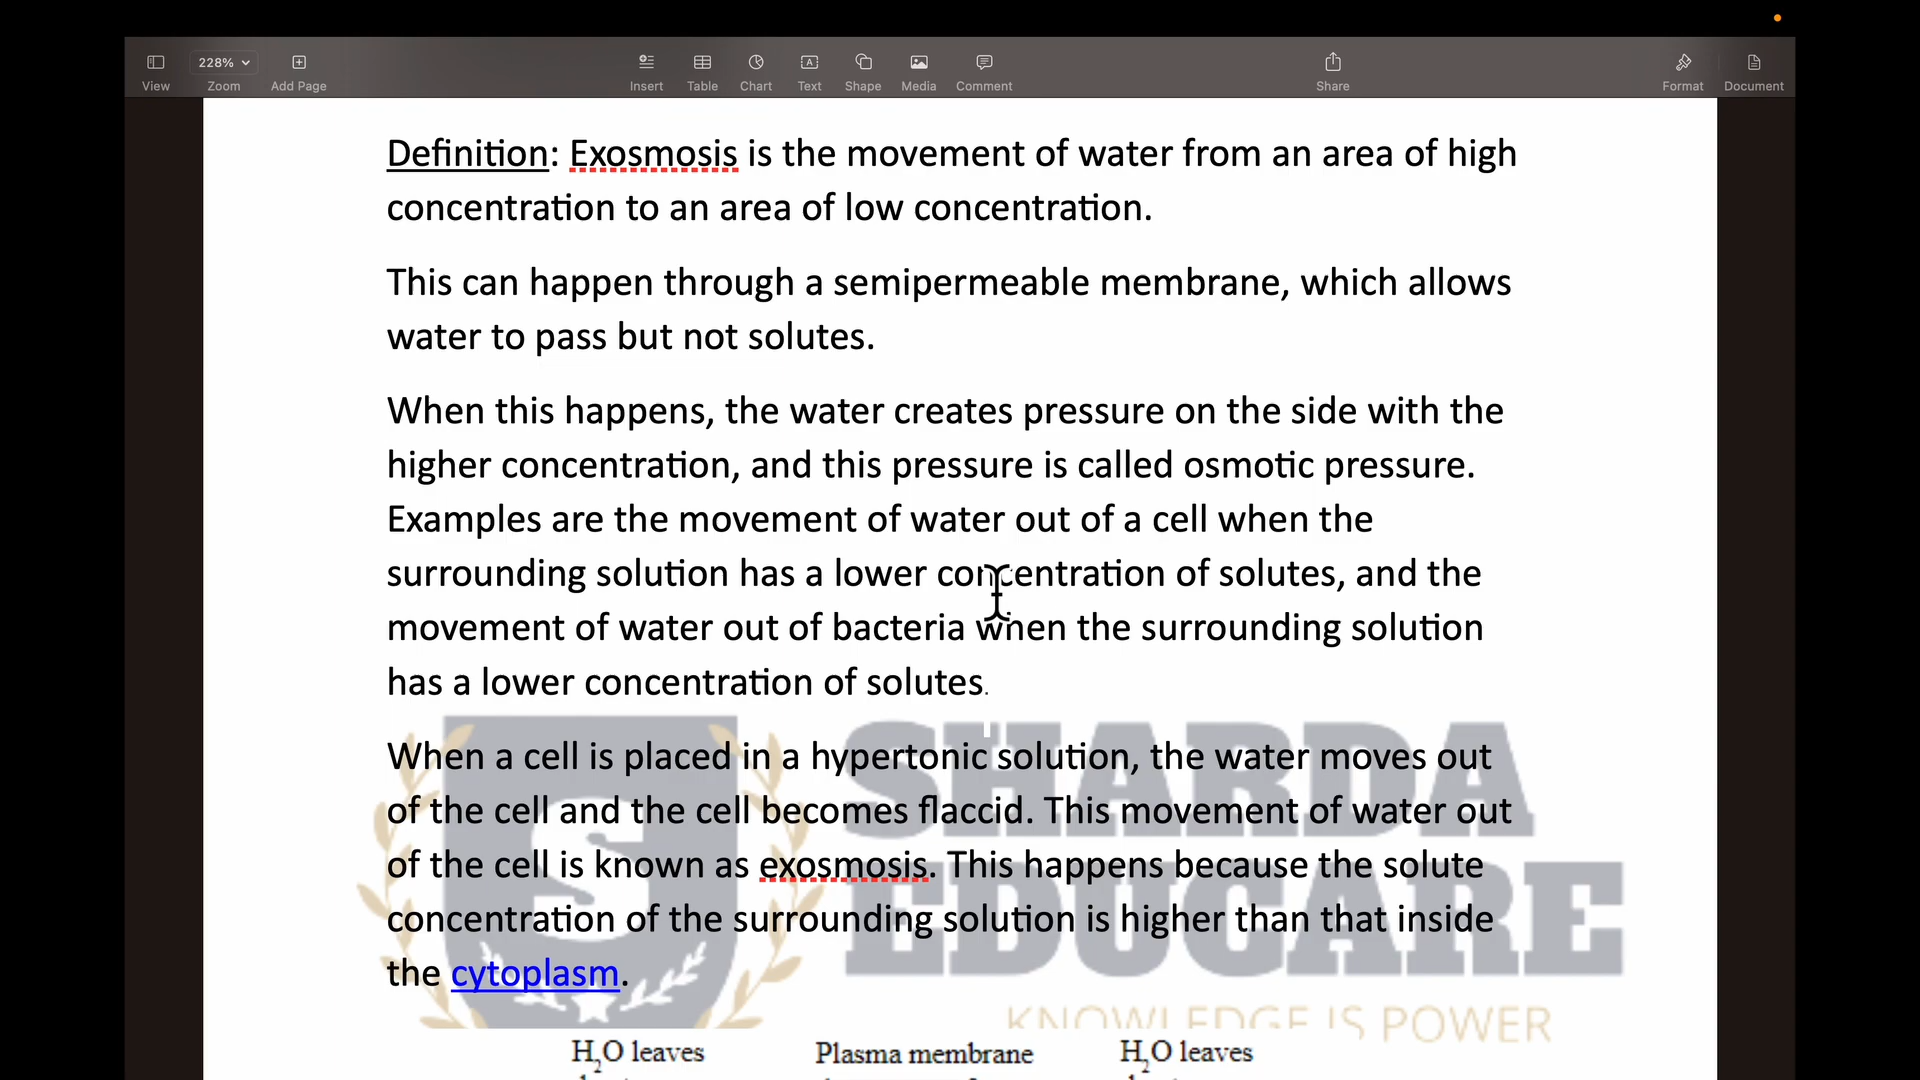 View
228%
Zoom
Add Page
Insert
Table
Chart
Text
Shape
Media
Comment
Share
Format
Document
Definition: Exosmosis is the movement of water from an area of high
concentration to an area of low concentration.
This can happen through a semipermeable membrane, which allows
water to pass but not solutes.
When this happens, the water creates pressure on the side with the
higher concentration, and this pressure is called osmotic pressure.
Examples are the movement of water out of a cell when the
surrounding solution has a lower concentration of solutes, and the
movement of water out of bacteria when the surrounding solution
has a lower concentration of solutes.
When a cell is placed in a hypertonic solution, the water moves out
of the cell and the cell becomes flaccid. This movement of water out
of the cell is known as exosmosis. This happens because the solute
concentration of the surrounding solution is higher than that inside
the cytoplasm.
S
SHARDA
EDUCARE
KNOWLEDGE IS POWER
H₂O leaves
Plasma membrane
H₂O leaves